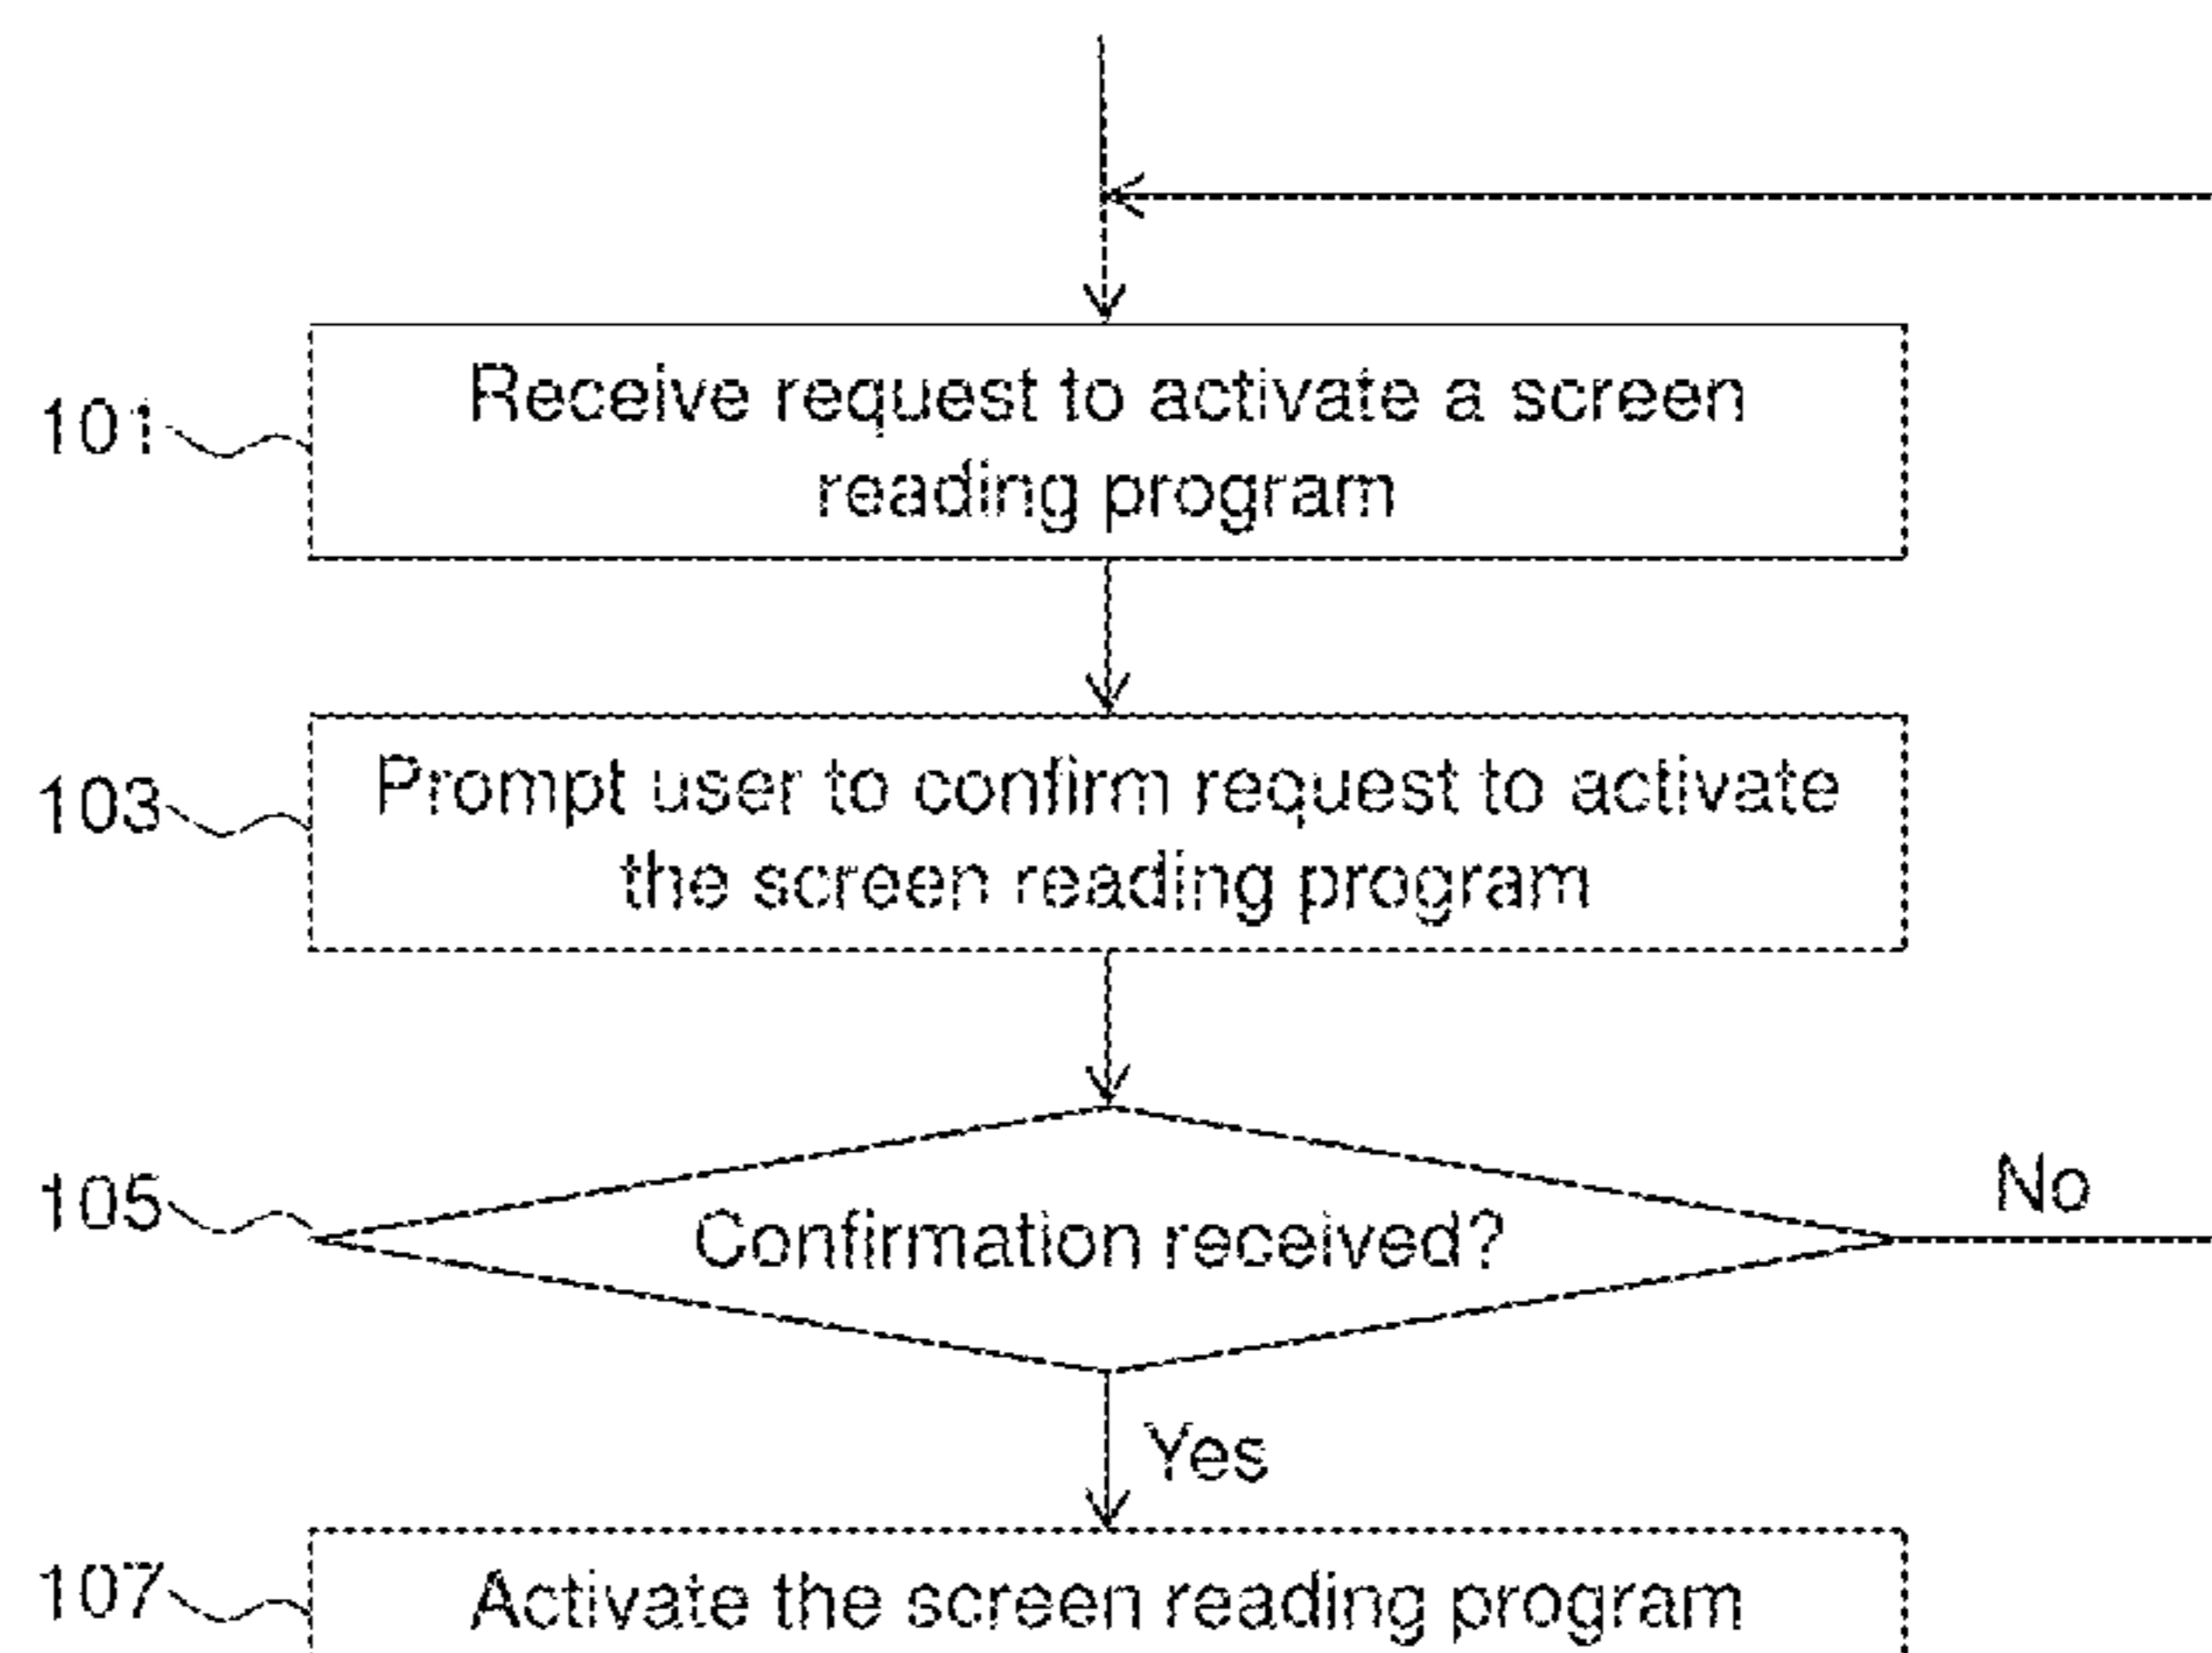 101
Receive request to activate a screen
reading program
103
Prompt user to confirm request to activate
the screen reading program
105
Confirmation received?
No
Yes
107
Activate the screen reading program